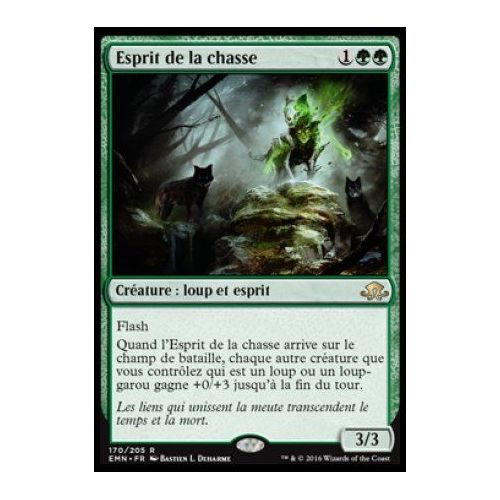 Esprit de la chasse 1
Créature : loup et esprit
Flash
Quand l'Esprit de la chasse arrive sur le
champ de bataille, chaque autre créature que
vous contrôlez qui est un loup ou un loup-
garou gagne +0/+3 jusqu'à la fin du tour.
Les liens qui unissent la meute transcendent le
temps et la mort.
3/3
170/205 R
EMN • FR Bastien L. Deharme
™ & © 2016 Wizards of the Coast